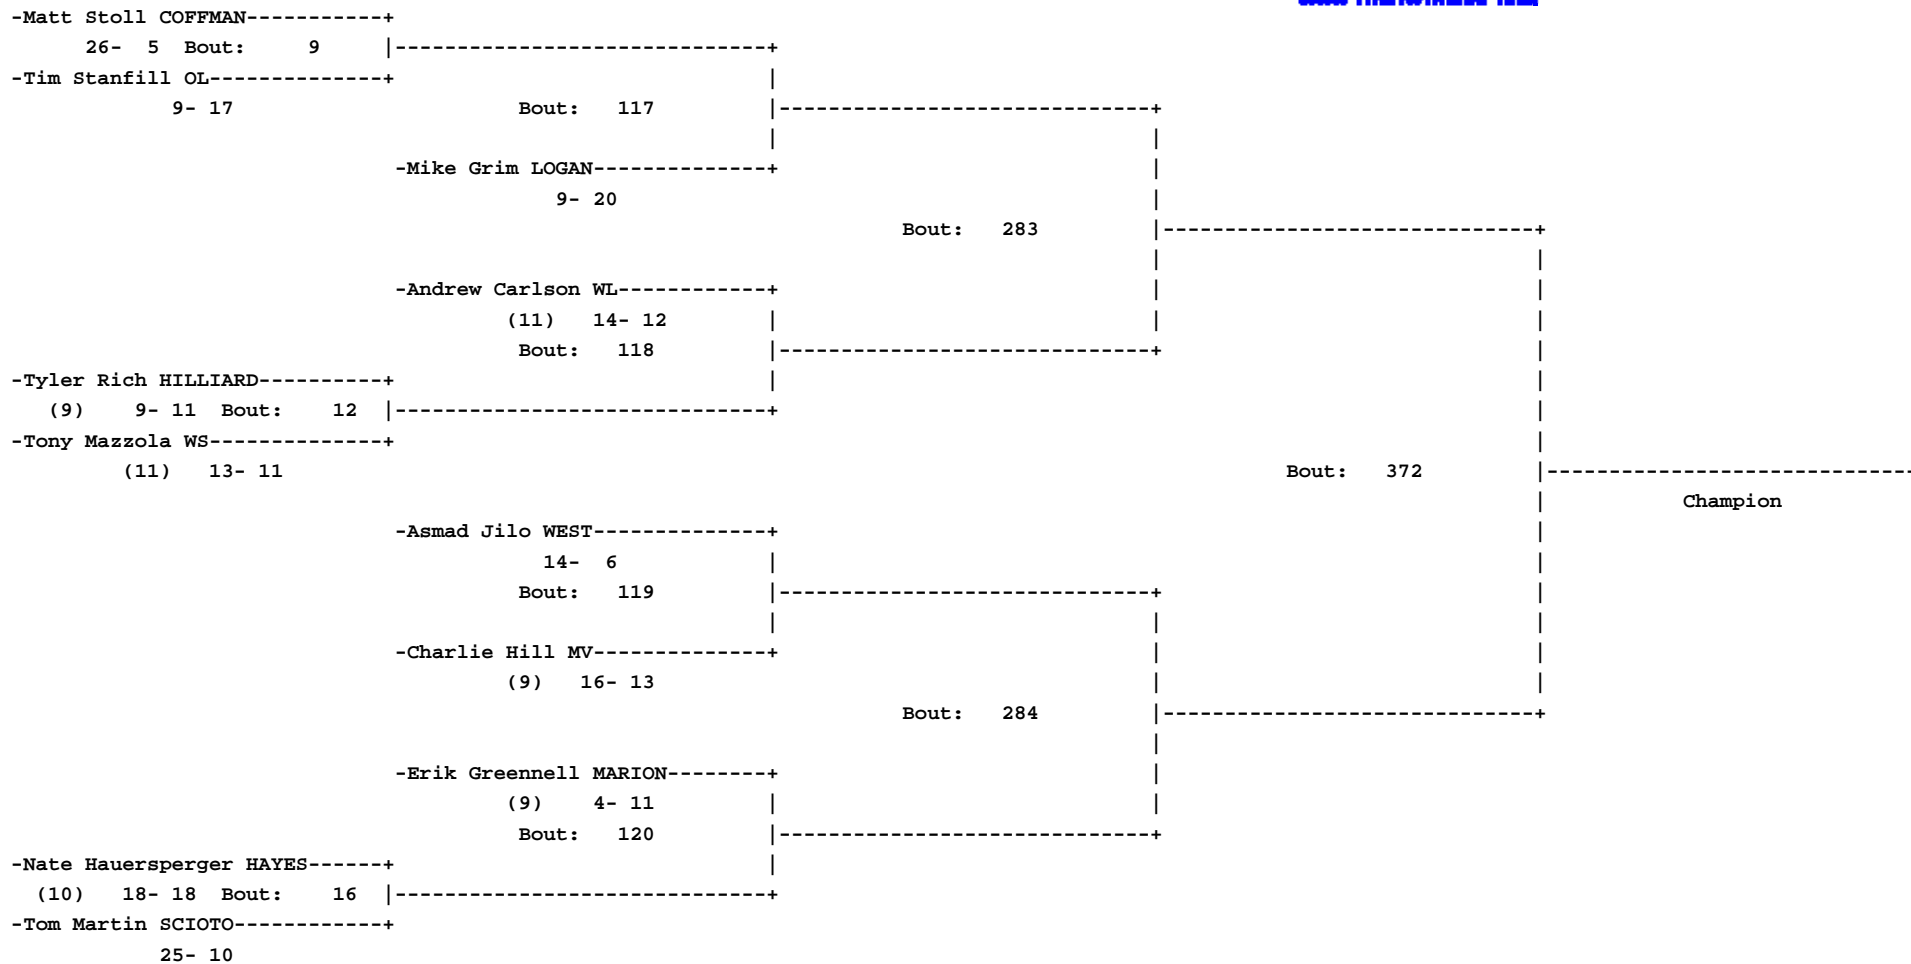 -Matt Stoll COFFMAN-----------+
26-  5  Bout:     9     |------------------------------+
-Tim Stanfill OL--------------+                              |
9- 17                       Bout:   117         |------------------------------+
|                              |
-Mike Grim LOGAN--------------+                              |
9- 20                                           |
Bout:   283         |------------------------------+
|                              |
-Andrew Carlson WL------------+                              |                              |
(11)   14- 12        |                              |                              |
Bout:   118         |------------------------------+                              |
-Tyler Rich HILLIARD----------+                              |                                                             |
(9)    9- 11  Bout:     12  |------------------------------+                                                             |
-Tony Mazzola WS--------------+                                                                                            |
(11)   13- 11                                                                                 Bout:   372         |------------------------------
|           Champion
-Asmad Jilo WEST--------------+                                                             |
14-  6            |                                                             |
Bout:   119         |------------------------------+                              |
|                              |                              |
-Charlie Hill MV--------------+                              |                              |
(9)   16- 13                                        |                              |
Bout:   284         |------------------------------+
|
-Erik Greennell MARION--------+                              |
(9)    4- 11         |                              |
Bout:   120         |------------------------------+
-Nate Hauersperger HAYES------+                              |
(10)   18- 18  Bout:     16  |------------------------------+
-Tom Martin SCIOTO------------+
25- 10